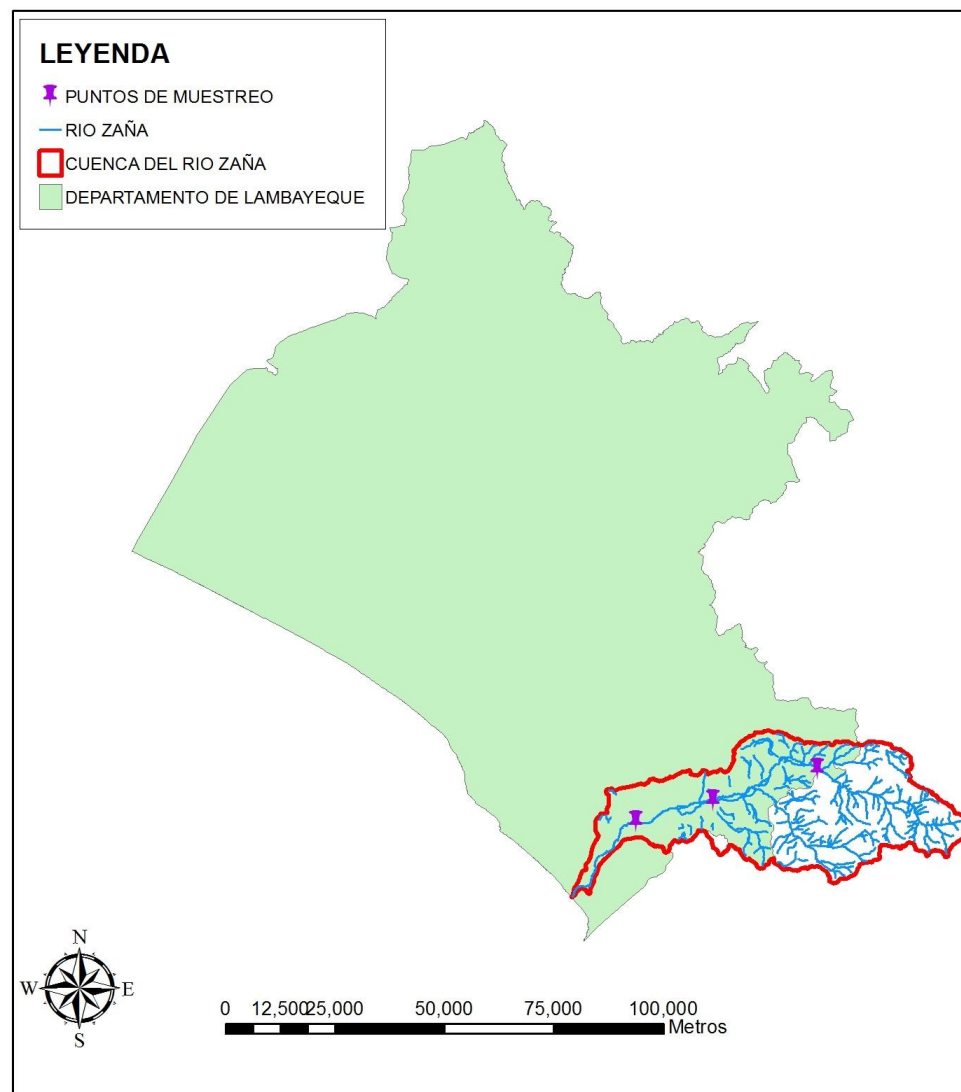 LEYENDA
PUNTOS DE MUESTREO
RIO ZAÑA
CUENCA DEL RIO ZAÑA
DEPARTAMENTO DE LAMBAYEQUE
N
W E
S
0 12,500 25,000 50,000 75,000 100,000
Metros